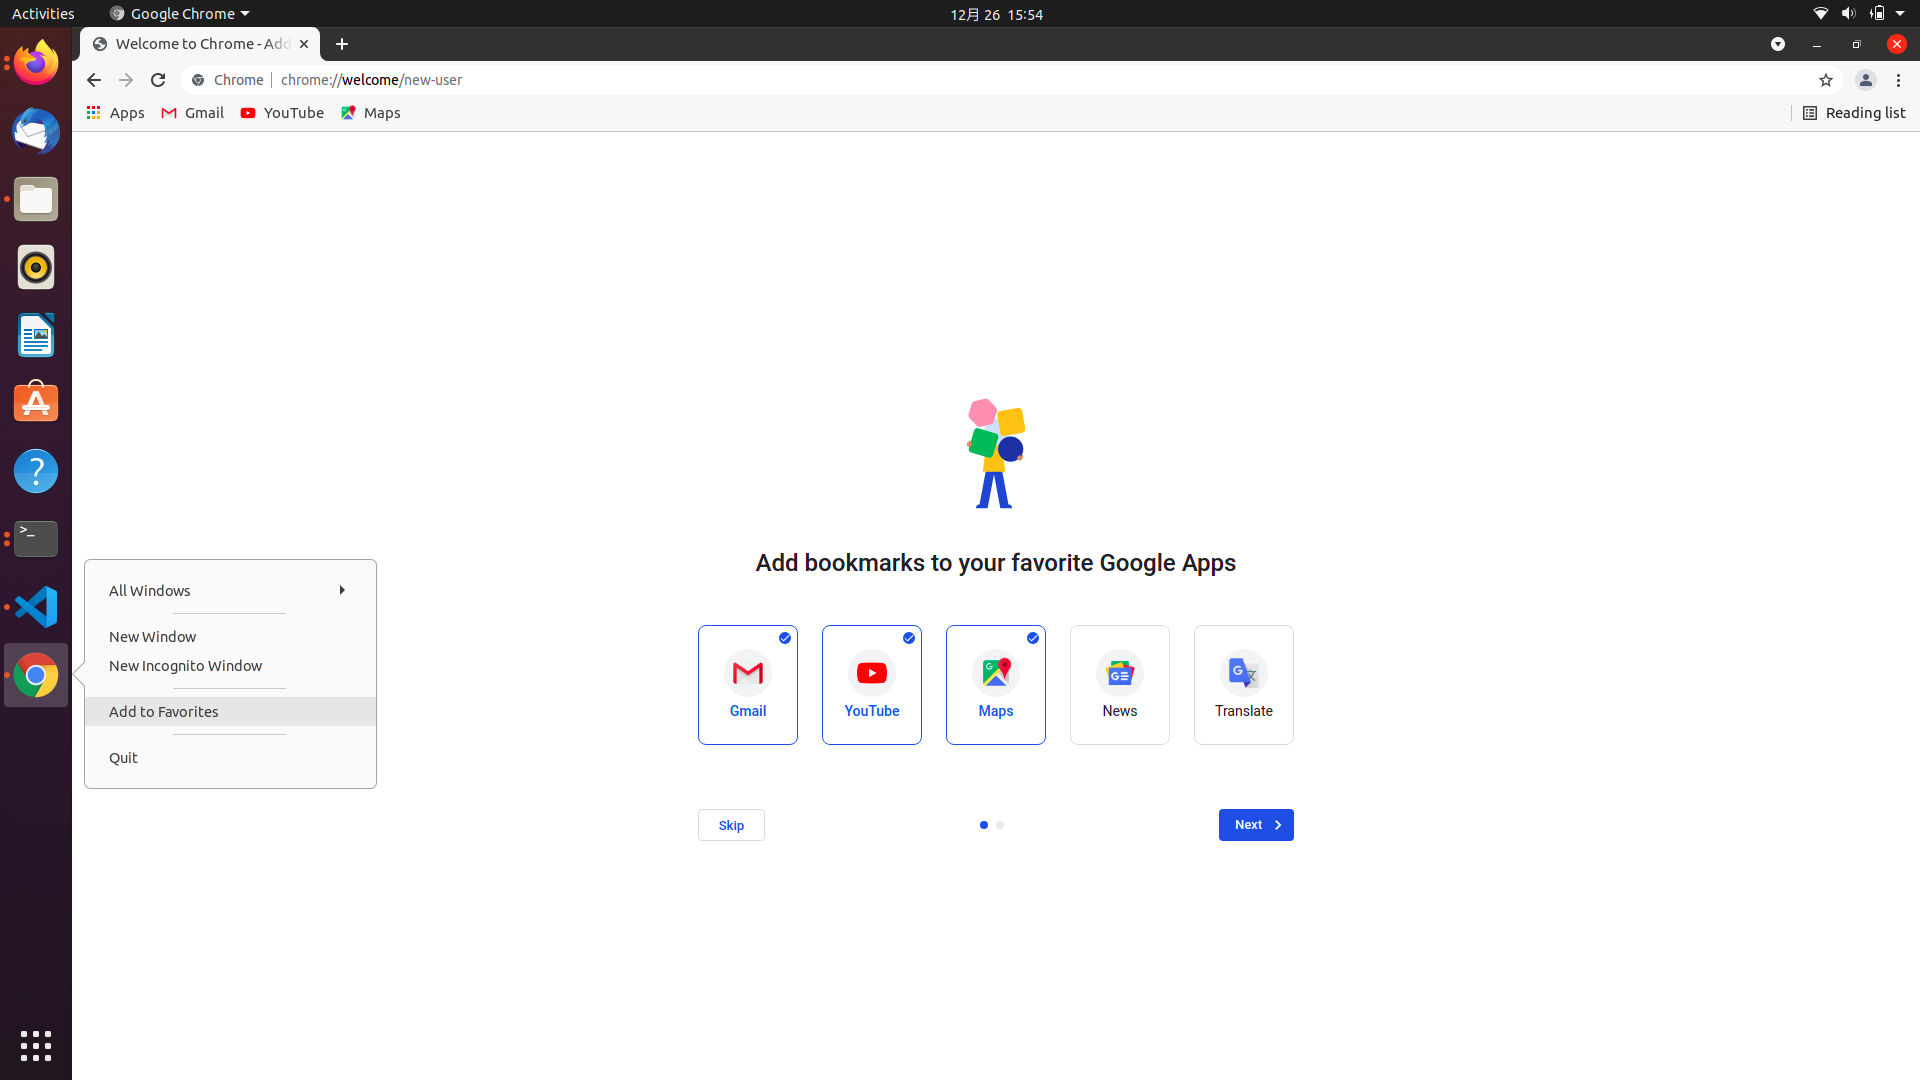 Activities
Google Chrome
12月 26 15:54
Welcome to Chrome - Add
Chrome
chrome://welcome/new-user
Apps
Gmail
YouTube
Maps
Reading list
Add bookmarks to your favorite Google Apps
Gmail
YouTube
Maps
News
Translate
Skip
Next
All Windows
New Window
New Incognito Window
Add to Favorites
Quit